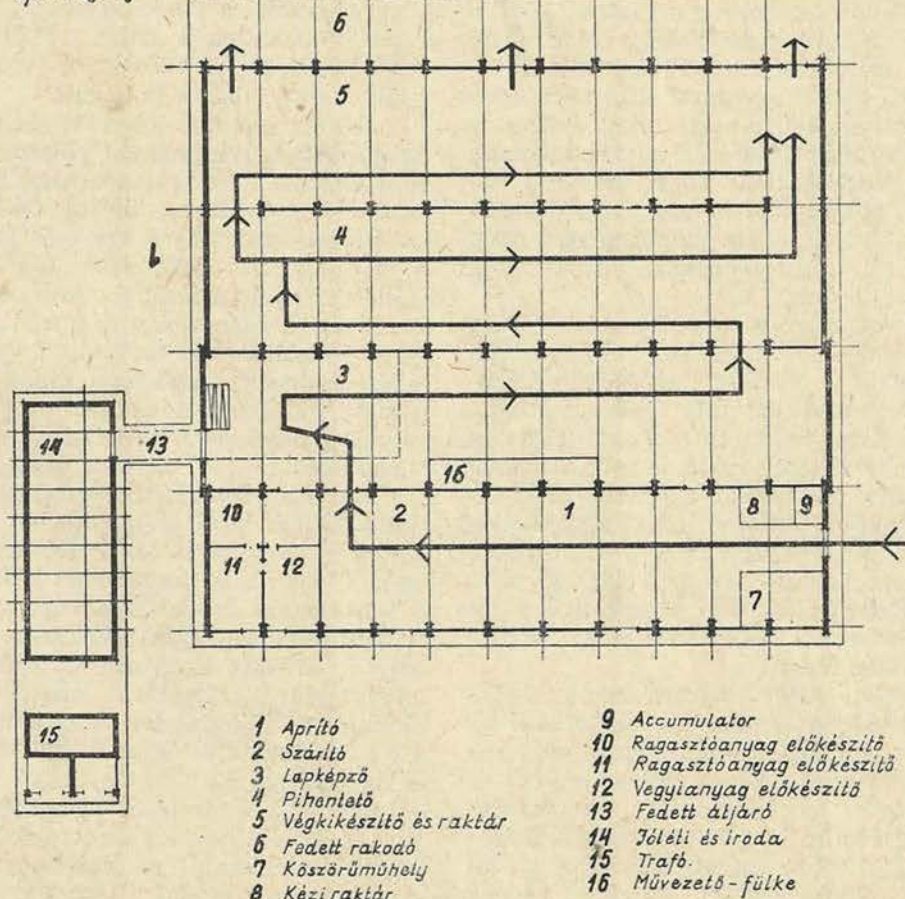 6
5
4
b
3
14
13
16
10
2
1
8
9
11
12
7
15
1 Aprító
2 Szárító
3 Lapképző
4 Pihentető
5 Végkikészítő és raktár
6 Fedett rakodó
7 Köszörűműhely
8 Kézi raktár
9 Accumulator
10 Ragasztóanyag előkészítő
11 Ragasztóanyag előkészítő
12 Vegyianyag előkészítő
13 Fedett átjáró
14 Jóléti és iroda
15 Trafó.
16 Művezető-fülke